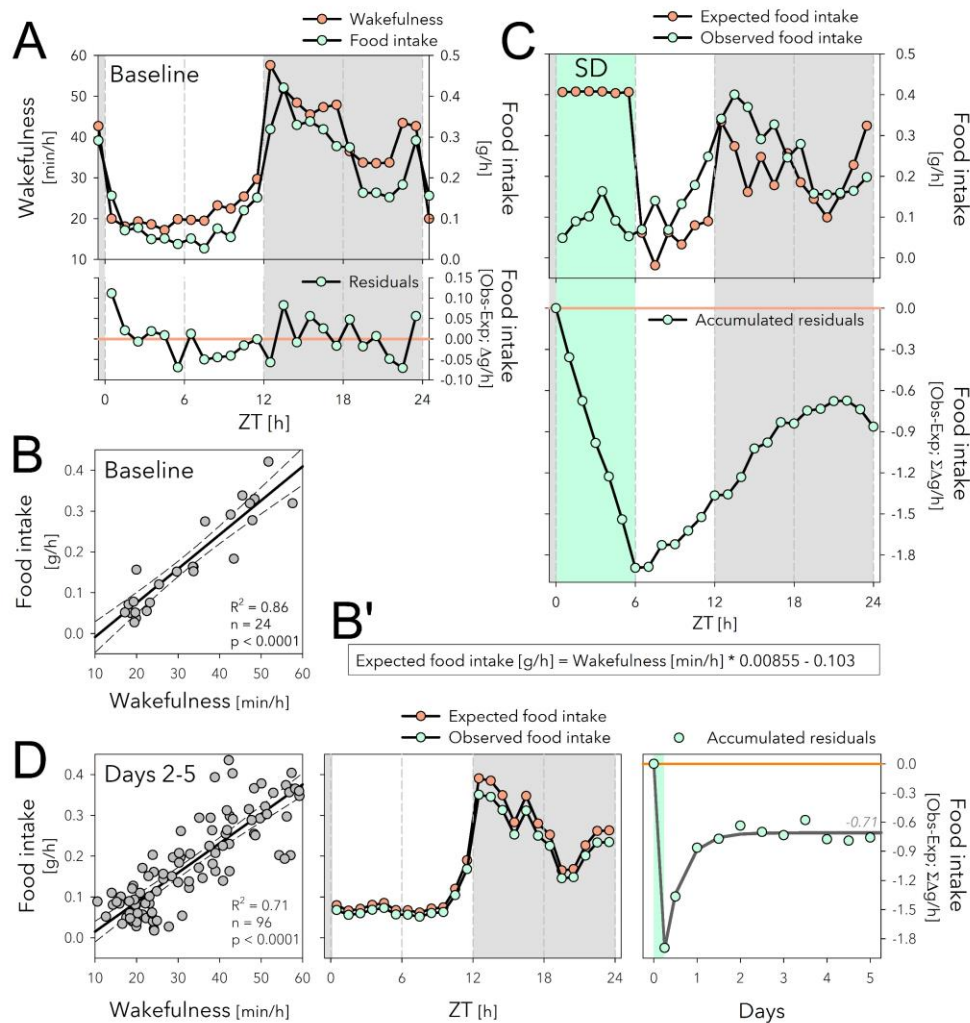 A
Wakefulness
Food intake
Baseline
Wakefulness
[min/h]
60
50
40
30
20
10
0.5
0.4
0.3
0.2
0.1
0.0
Food intake
[g/h]
Residuals
0.15
0.10
0.05
0.00
-0.05
-0.10
Food intake
[Obs-Exp; Δg/h]
0
6
12
18
24
ZT [h]
C
Expected food intake
Observed food intake
SD
0.5
0.4
0.3
0.2
0.1
0.0
Food intake
[g/h]
Accumulated residuals
0.0
-0.3
-0.6
-0.9
-1.2
-1.5
-1.8
Food intake
[Obs-Exp; ΣΔg/h]
0
6
12
18
24
ZT [h]
B
Baseline
Food intake
[g/h]
0.4
0.3
0.2
0.1
0.0
R² = 0.86
n = 24
p < 0.0001
10
20
30
40
50
60
Wakefulness [min/h]
B'
Expected food intake [g/h] = Wakefulness [min/h] * 0.00855 - 0.103
D
Days 2-5
Food intake
[g/h]
0.4
0.3
0.2
0.1
0.0
R² = 0.71
n = 96
p < 0.0001
10
20
30
40
50
60
Wakefulness [min/h]
Expected food intake
Observed food intake
0
6
12
18
24
ZT [h]
Accumulated residuals
-0.71
0.0
-0.3
-0.6
-0.9
-1.2
-1.5
-1.8
Food intake
[Obs-Exp; ΣΔg/h]
0
1
2
3
4
5
Days